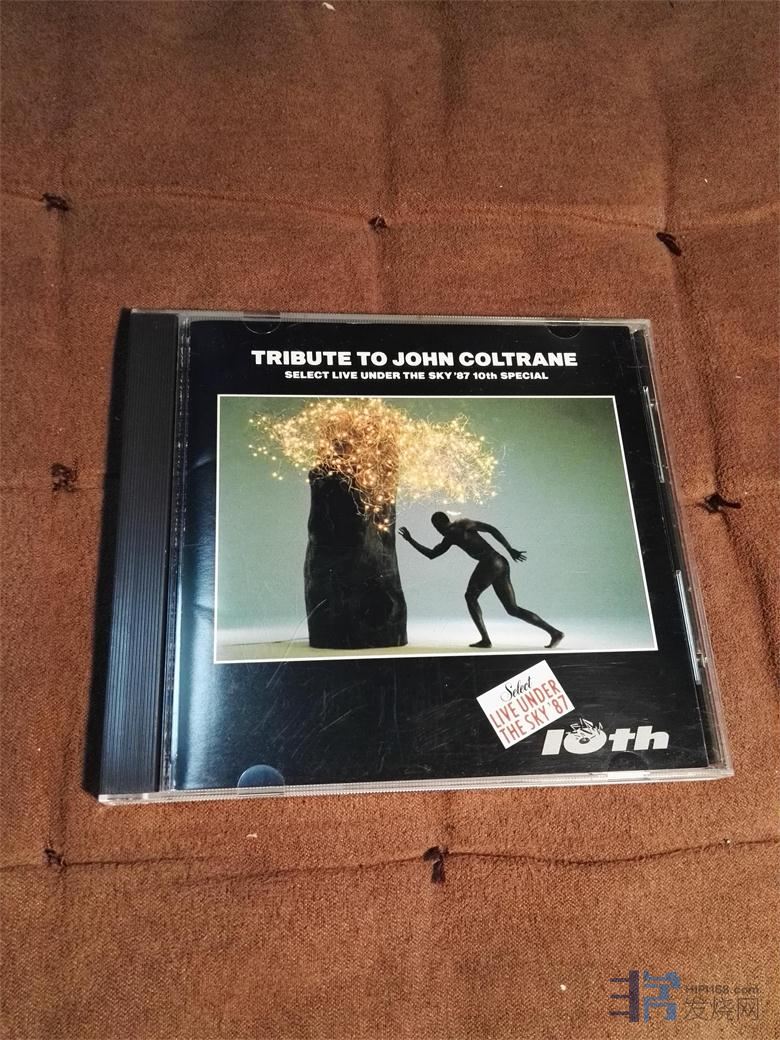 TRIBUTE TO JOHN COLTRANE
SELECT LIVE UNDER THE SKY '87 10th SPECIAL
Select
LIVE UNDER
THE SKY '87
10th
HIFI168.com
发烧网